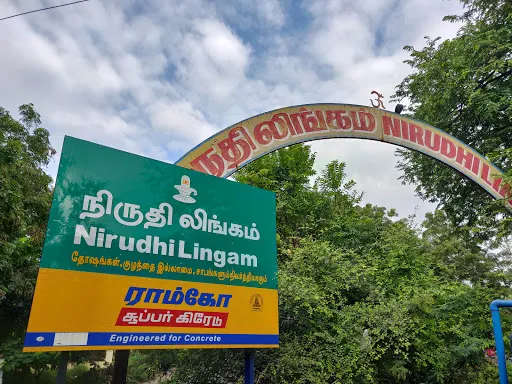 நிருதி லிங்கம்
Nirudhi Lingam
தோஷங்கள், குழந்தை இல்லாமை, சாபங்களும்நிவர்த்தியாகும்
ராம்கோ
சூப்பர் கிரேடு
Engineered for Concrete
ருதி லிங்கம் NIRUDHI